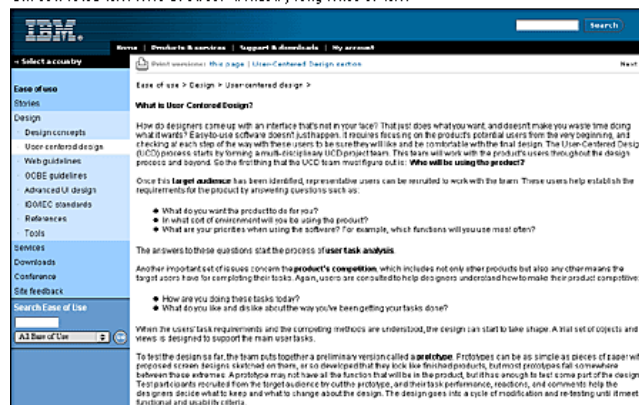 IBM.
Search
Home | Products & services | Support & downloads | My account
Select a country
Print versions: this page | User-Centered Design section
Next
Ease of use
Stories
Design
Design concepts
User-centered design
Web guidelines
OOBE guidelines
Advanced UI design
ISO/IEC standards
References
Tools
Services
Downloads
Conference
Site feedback
Search Ease of Use
All Ease of Use
Ease of use > Design > User-centered design >
What is User Centered Design?
How do designers come up with an interface that's not in your face? That just does what you want, and doesn't make you waste time doing
what it wants? Easy-to-use software doesn't just happen. It requires focusing on the product's potential users from the very beginning, and
checking at each step of the way with these users to be sure they will like and be comfortable with the final design. The User-Centered Desig
(UCD) process starts by forming a multi-disciplinary UCD project team. This team will work with the product's users throughout the design
process and beyond. So the first thing that the UCD team must figure out is: Who will be using the product?
Once this target audience has been identified, representative users can be recruited to work with the team. These users help establish the
requirements for the product by answering questions such as:
What do you want the product to do for you?
In what sort of environment will you be using the product?
What are your priorities when using the software? For example, which functions will you use most often?
The answers to these questions start the process of user task analysis.
Another important set of issues concern the product's competition, which includes not only other products but also any other means the
target users have for completing their tasks. Again, users are consulted to help designers understand how to make their product competitive
How are you doing these tasks today?
What do you like and dislike about the way you've been getting your tasks done?
When the users' task requirements and the competing methods are understood, the design can start to take shape. A trial set of objects and
views is designed to support the main user tasks.
To test the design so far, the team puts together a preliminary version called a prototype. Prototypes can be as simple as pieces of paper wi
proposed screen designs sketched on them, or so developed that they look like finished products, but most prototypes fall somewhere
between these extremes. A prototype may not have all the function that will be in the product, but it has enough to test some part of the design
Test participants recruited from the target audience try out the prototype, and their task performance, reactions, and comments help the
designers decide what to keep and what to change about the design. The design goes into a cycle of modification and re-testing until it meet
functional and usability criteria.